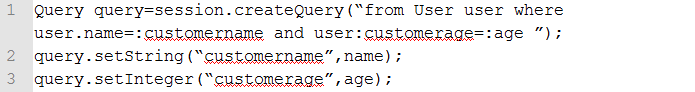 1 Query query=session.createQuery(“from User user where
user.name=:customername and user:customerage=:age ”);
2 query.setString(“customername”,name);
3 query.setInteger(“customerage”,age);